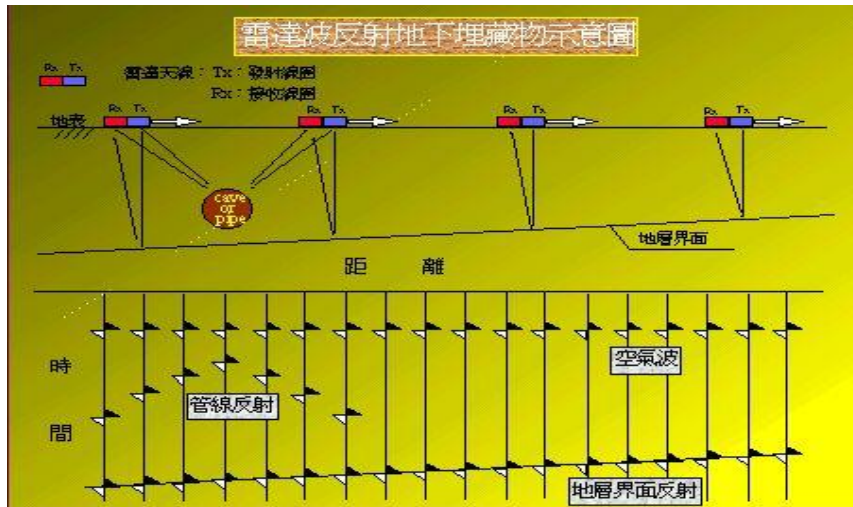 雷達波反射地下埋藏物示意圖
Rx Tx
雷達天線：Tx：發射線圈
Rx：接收線圈
地表
Rx Tx
Rx Tx
Rx Tx
Rx Tx
cave
or
pipe
地層界面
距 離
時
間
空氣波
管線反射
地層界面反射